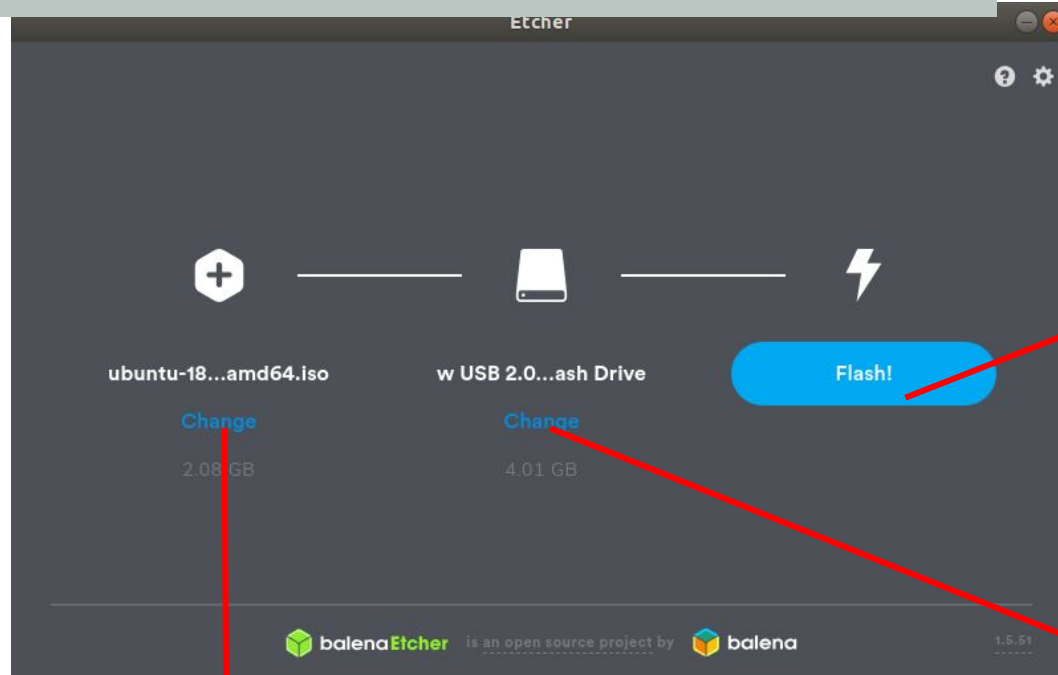 Etcher
ubuntu-18...amd64.iso
w USB 2.0...ash Drive
Flash!
Change
Change
2.08 GB
4.01 GB
balenaEtcher is an open source project by balena
1.5.51